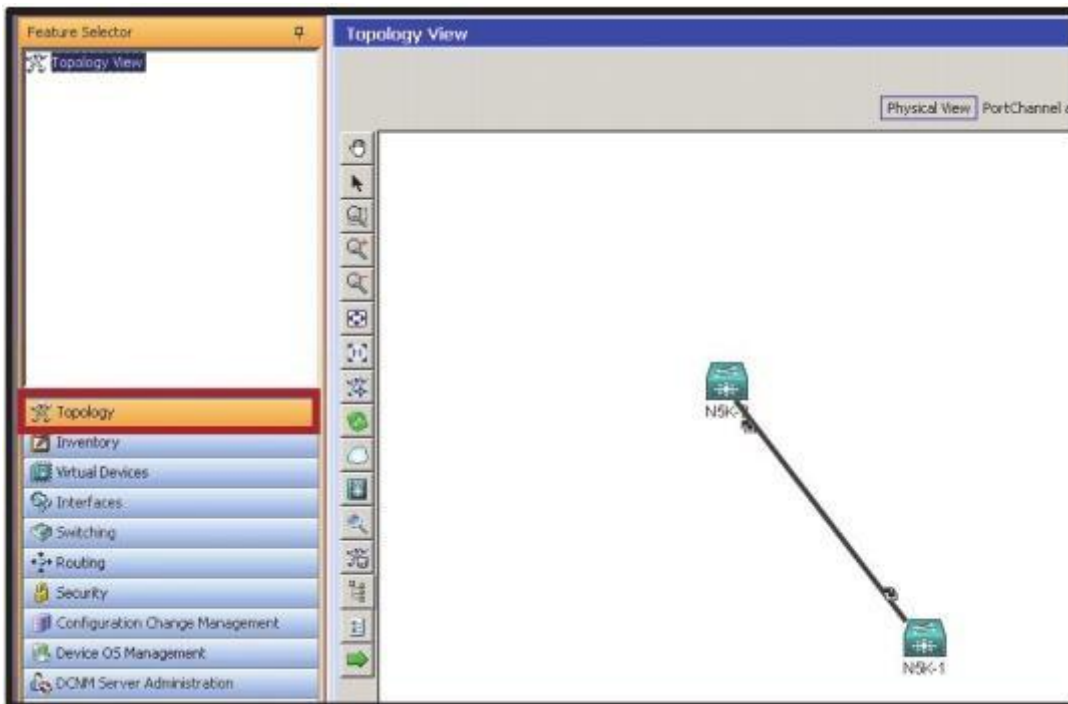 Feature Selector
Topology View
Topology
Inventory
Virtual Devices
Interfaces
Switching
Routing
Security
Configuration Change Management
Device OS Management
DCNM Server Administration
Topology View
Physical View PortChannel
N5K-
N5K-1